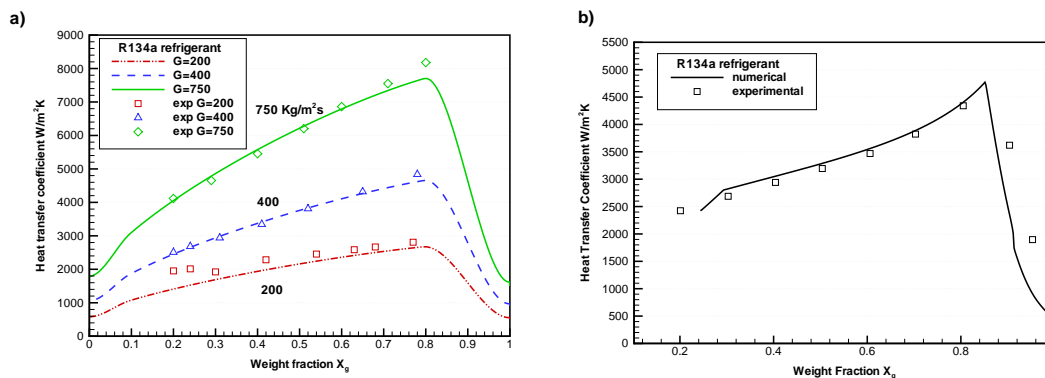 a)
R134a refrigerant
G=200
G=400
G=750
exp G=200
exp G=400
exp G=750
750 Kg/m²s
400
200
Heat transfer coefficient W/m²K
9000
8000
7000
6000
5000
4000
3000
2000
1000
0
0
0.1
0.2
0.3
0.4
0.5
0.6
0.7
0.8
0.9
1
Weight fraction Xg
b)
R134a refrigerant
numerical
experimental
Heat Transfer Coefficient W/m²K
5500
5000
4500
4000
3500
3000
2500
2000
1500
1000
500
0
0.2
0.4
0.6
0.8
Weight Fraction Xg